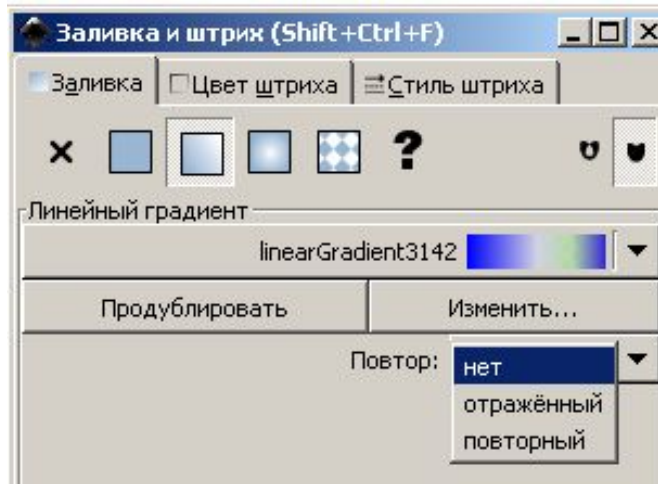 Заливка и штрих (Shift+Ctrl+F)
Заливка Цвет штриха Стиль штриха
?
Линейный градиент
linearGradient3142
Продублировать Изменить...
Повтор: нет
отражённый
повторный